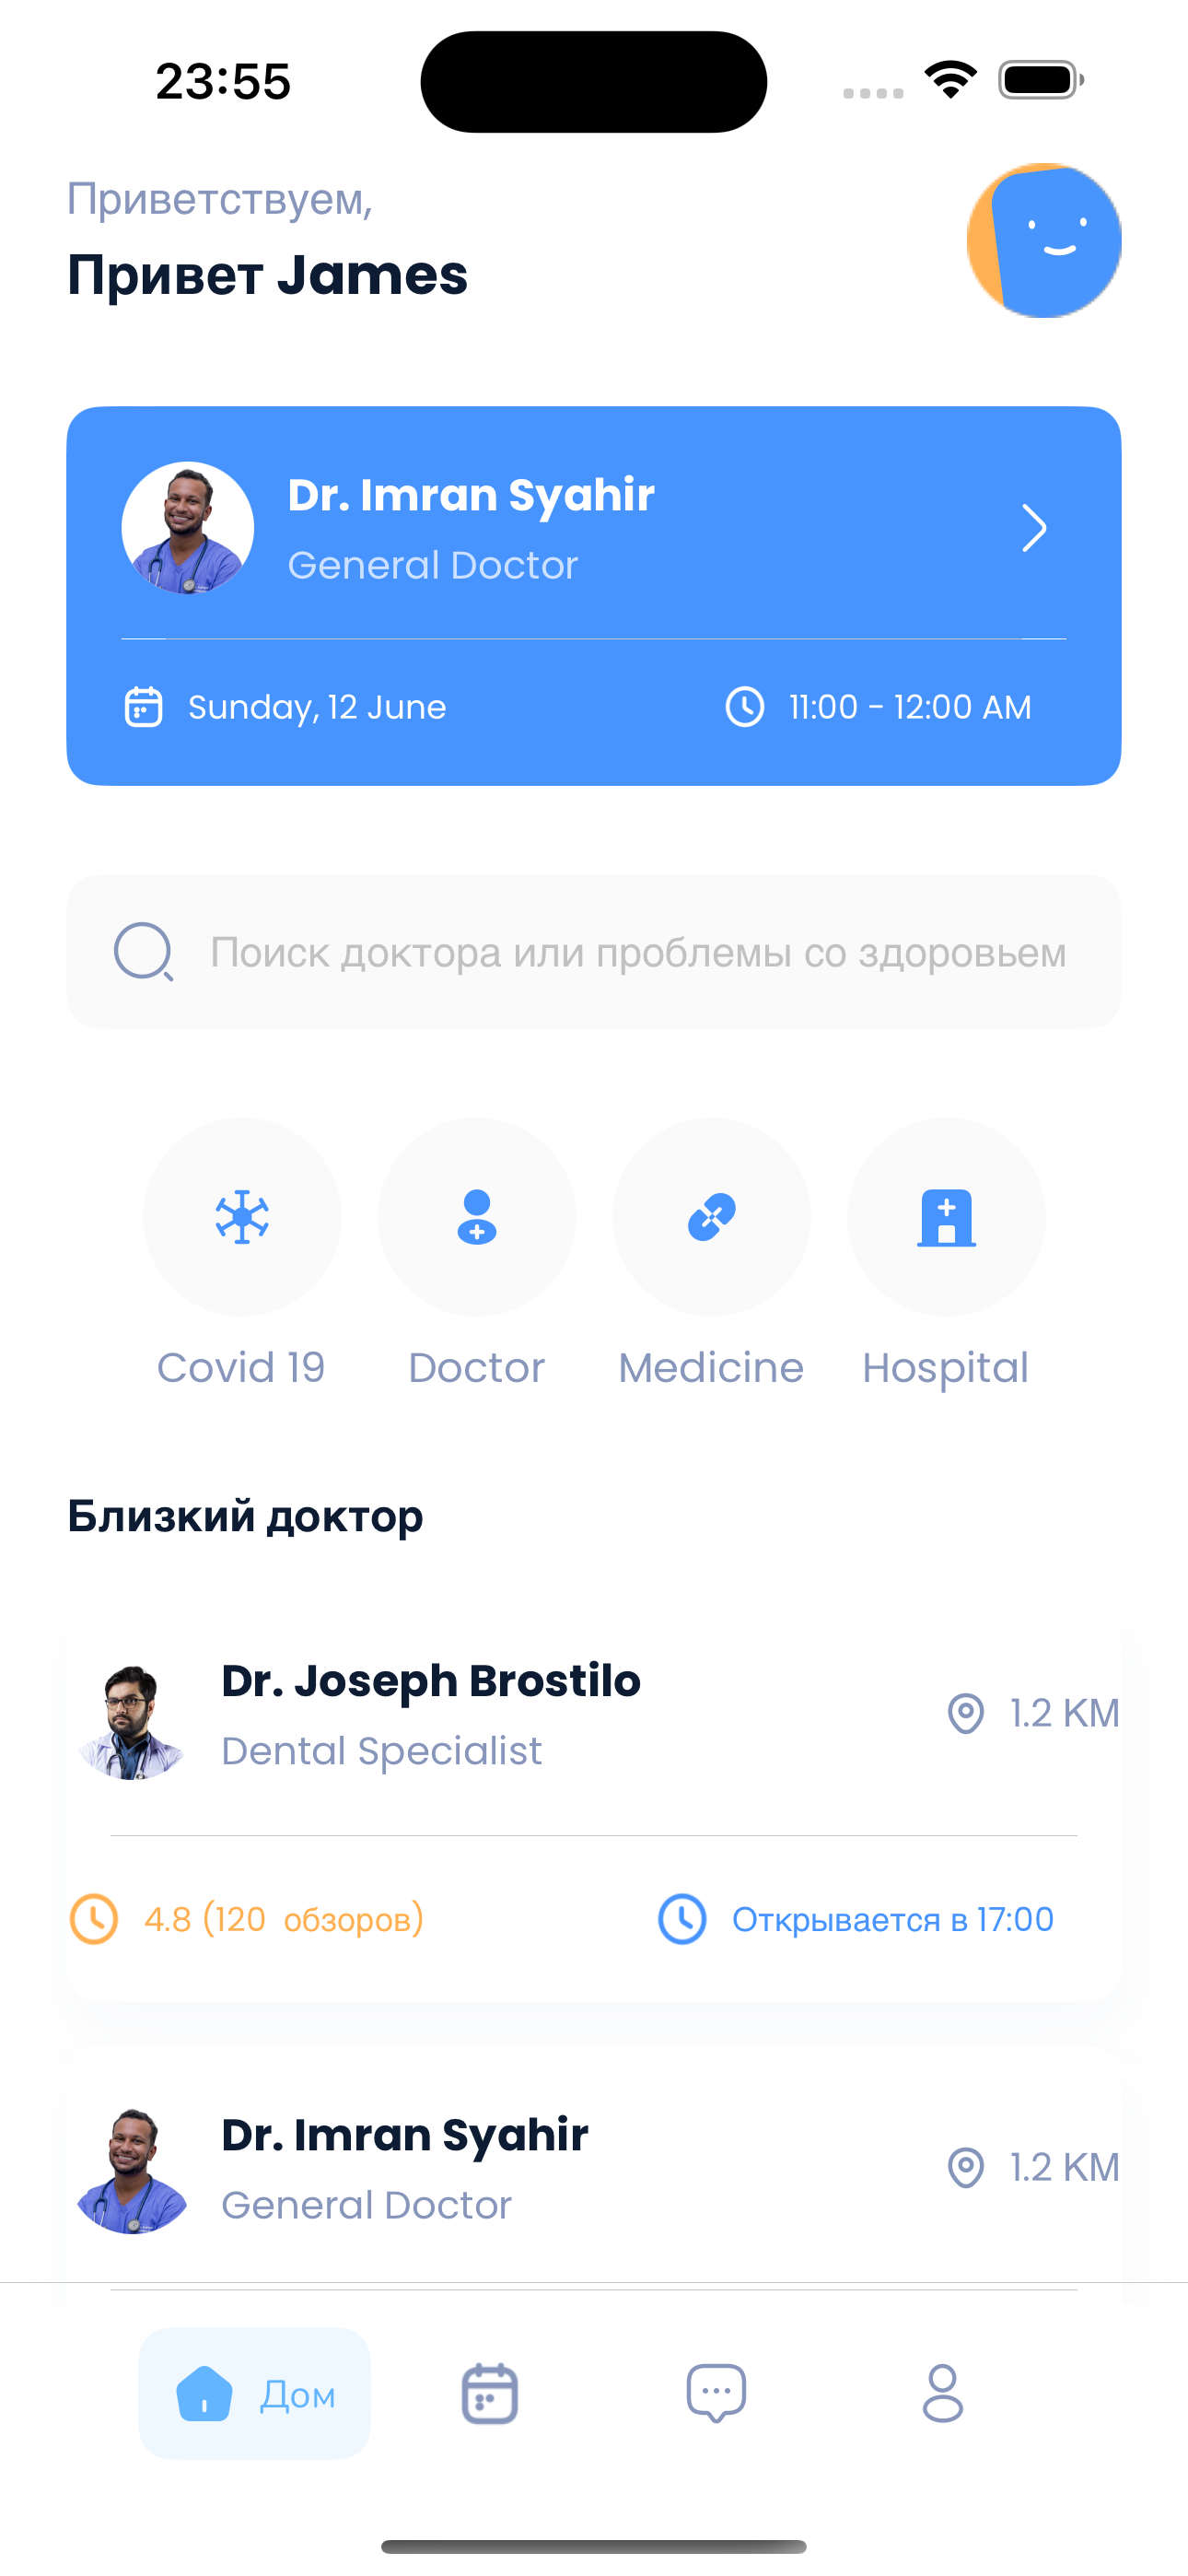 23:55
Приветствуем,
Привет James
Dr. Imran Syahir
General Doctor
Sunday, 12 June
11:00 - 12:00 AM
Поиск доктора или проблемы со здоровьем
Covid 19
Doctor
Medicine
Hospital
Близкий доктор
Dr. Joseph Brostilo
1.2 KM
Dental Specialist
4.8 (120 обзоров)
Открывается в 17:00
Dr. Imran Syahir
1.2 KM
General Doctor
Дом